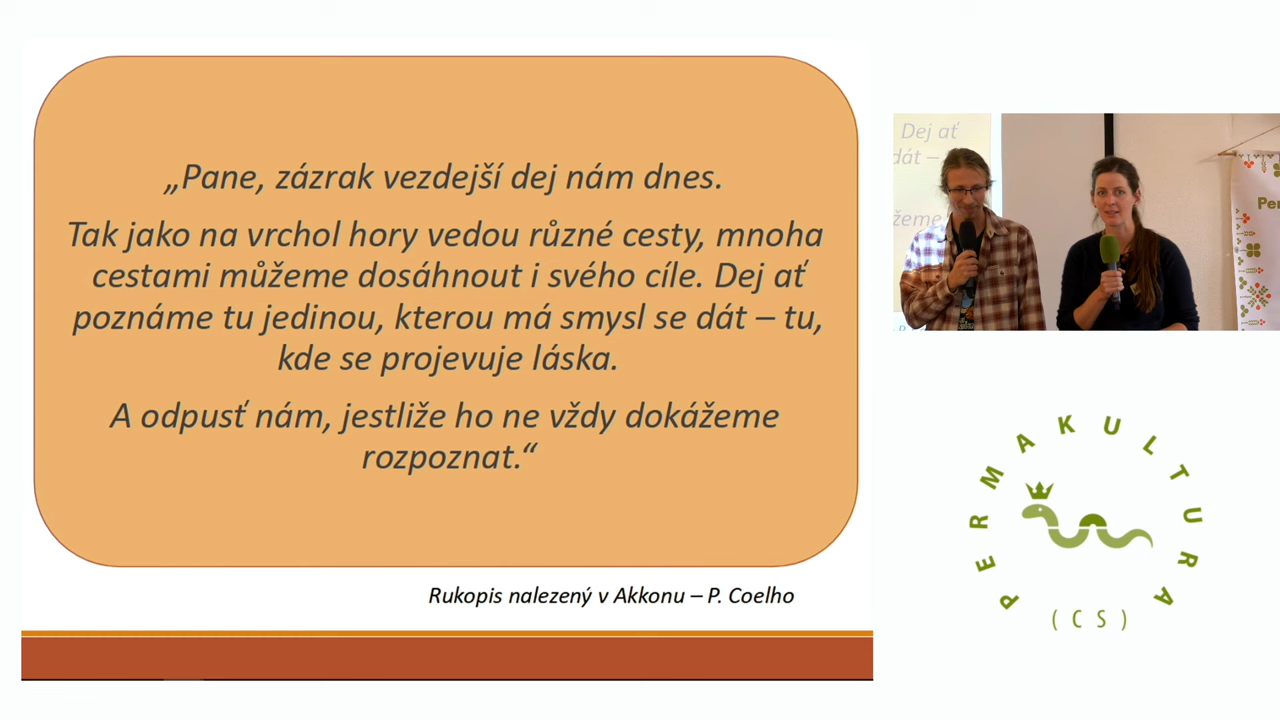 „Pane, zázrak vezdejší dej nám dnes.
Tak jako na vrchol hory vedou různé cesty, mnoha
cestami můžeme dosáhnout i svého cíle. Dej ať
poznáme tu jedinou, kterou má smysl se dát – tu,
kde se projevuje láska.
A odpusť nám, jestliže ho ne vždy dokážeme
rozpoznat.“
Rukopis nalezený v Akkonu – P. Coelho
Dej ať
dát –
žeme
Per
PERMAKULTURA
(CS)